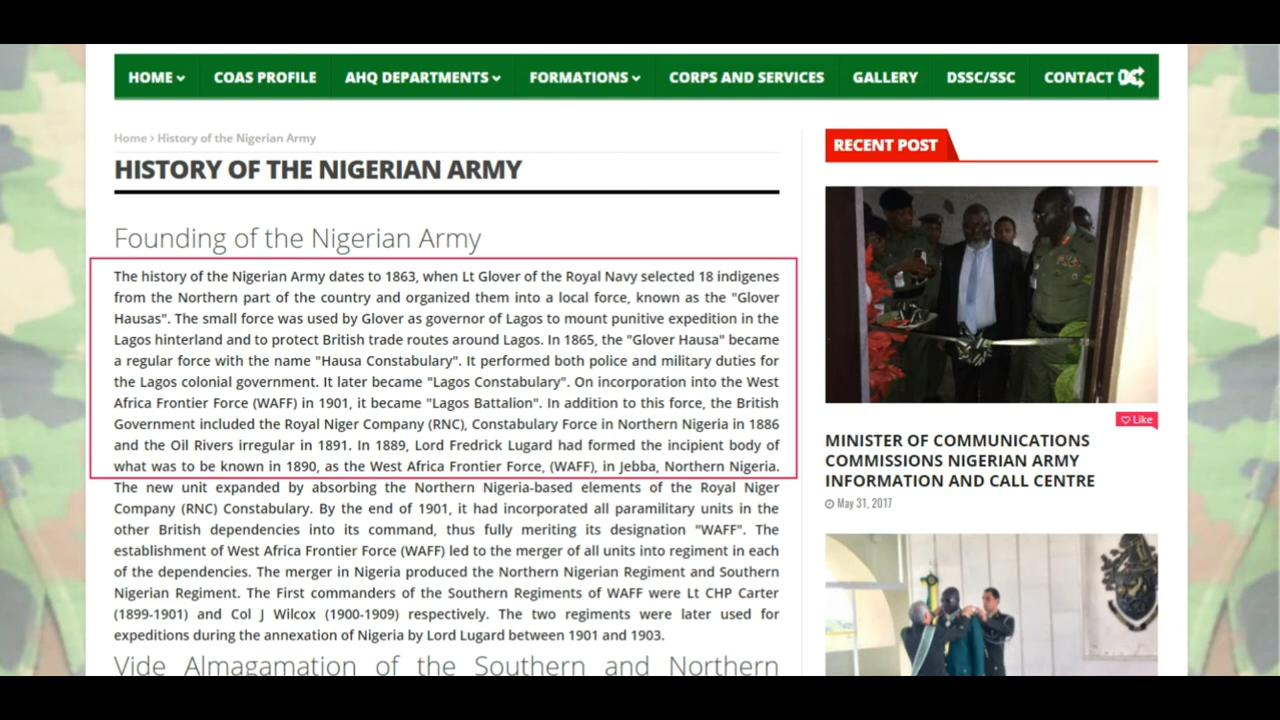 HOME
COAS PROFILE
AHQ DEPARTMENTS
FORMATIONS
CORPS AND SERVICES
GALLERY
DSSC/SSC
CONTACT
Home > History of the Nigerian Army
HISTORY OF THE NIGERIAN ARMY
Founding of the Nigerian Army
The history of the Nigerian Army dates to 1863, when Lt Glover of the Royal Navy selected 18 indigenes
from the Northern part of the country and organized them into a local force, known as the "Glover
Hausas". The small force was used by Glover as governor of Lagos to mount punitive expedition in the
Lagos hinterland and to protect British trade routes around Lagos. In 1865, the "Glover Hausa" became
a regular force with the name "Hausa Constabulary". It performed both police and military duties for
the Lagos colonial government. It later became "Lagos Constabulary". On incorporation into the West
Africa Frontier Force (WAFF) in 1901, it became "Lagos Battalion". In addition to this force, the British
Government included the Royal Niger Company (RNC), Constabulary Force in Northern Nigeria in 1886
and the Oil Rivers irregular in 1891. In 1889, Lord Fredrick Lugard had formed the incipient body of
what was to be known in 1890, as the West Africa Frontier Force, (WAFF), in Jebba, Northern Nigeria.
The new unit expanded by absorbing the Northern Nigeria-based elements of the Royal Niger
Company (RNC) Constabulary. By the end of 1901, it had incorporated all paramilitary units in the
other British dependencies into its command, thus fully meriting its designation "WAFF". The
establishment of West Africa Frontier Force (WAFF) led to the merger of all units into regiment in each
of the dependencies. The merger in Nigeria produced the Northern Nigerian Regiment and Southern
Nigerian Regiment. The First commanders of the Southern Regiments of WAFF were Lt CHP Carter
(1899-1901) and Col J Wilcox (1900-1909) respectively. The two regiments were later used for
expeditions during the annexation of Nigeria by Lord Lugard between 1901 and 1903.
Vide Almagamation of the Southern and Northern
RECENT POST
Like
MINISTER OF COMMUNICATIONS
COMMISSIONS NIGERIAN ARMY
INFORMATION AND CALL CENTRE
May 31, 2017